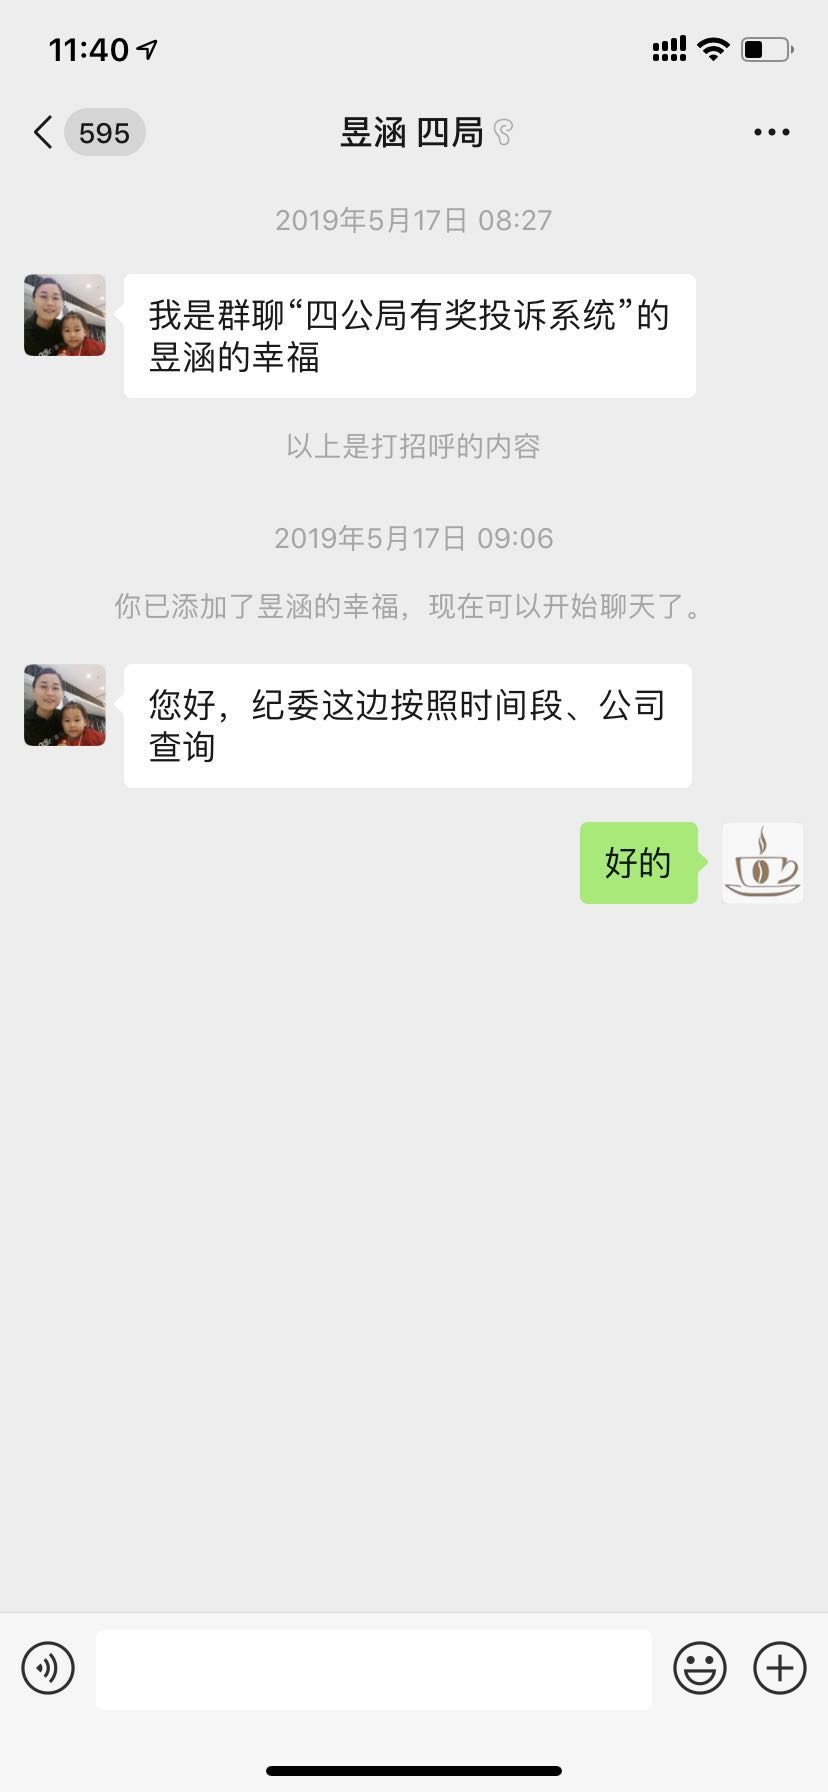 11:40
595
昱涵 四局
2019年5月17日 08:27
我是群聊“四公局有奖投诉系统”的
昱涵的幸福
以上是打招呼的内容
2019年5月17日 09:06
你已添加了昱涵的幸福，现在可以开始聊天了。
您好，纪委这边按照时间段、公司
查询
好的